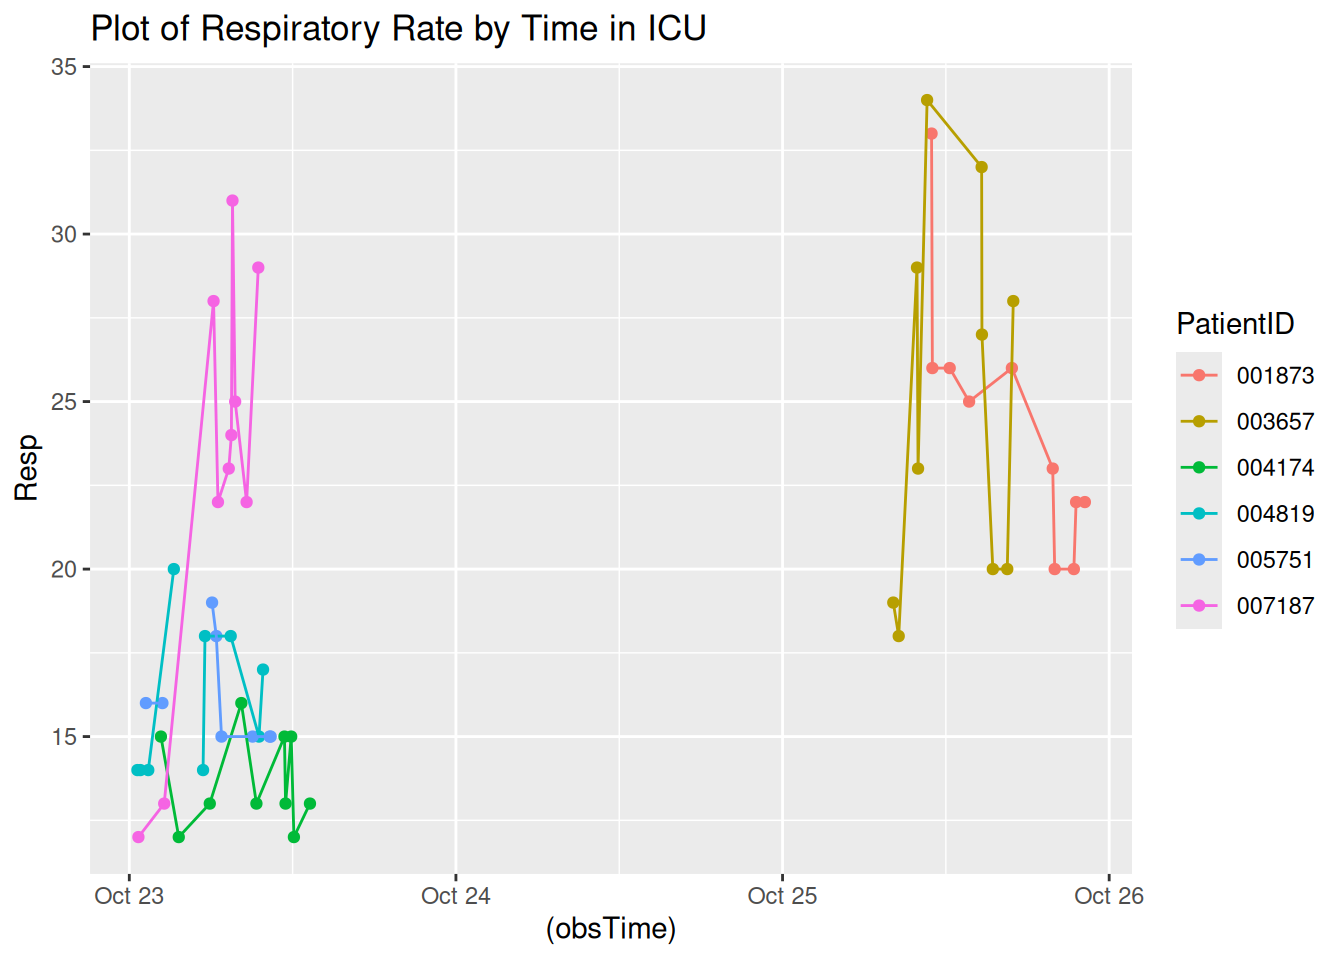 Plot of Respiratory Rate by Time in ICU
35
30
25
20
15
Resp
Oct 23
Oct 24
Oct 25
Oct 26
(obsTime)
PatientID
001873
003657
004174
004819
005751
007187